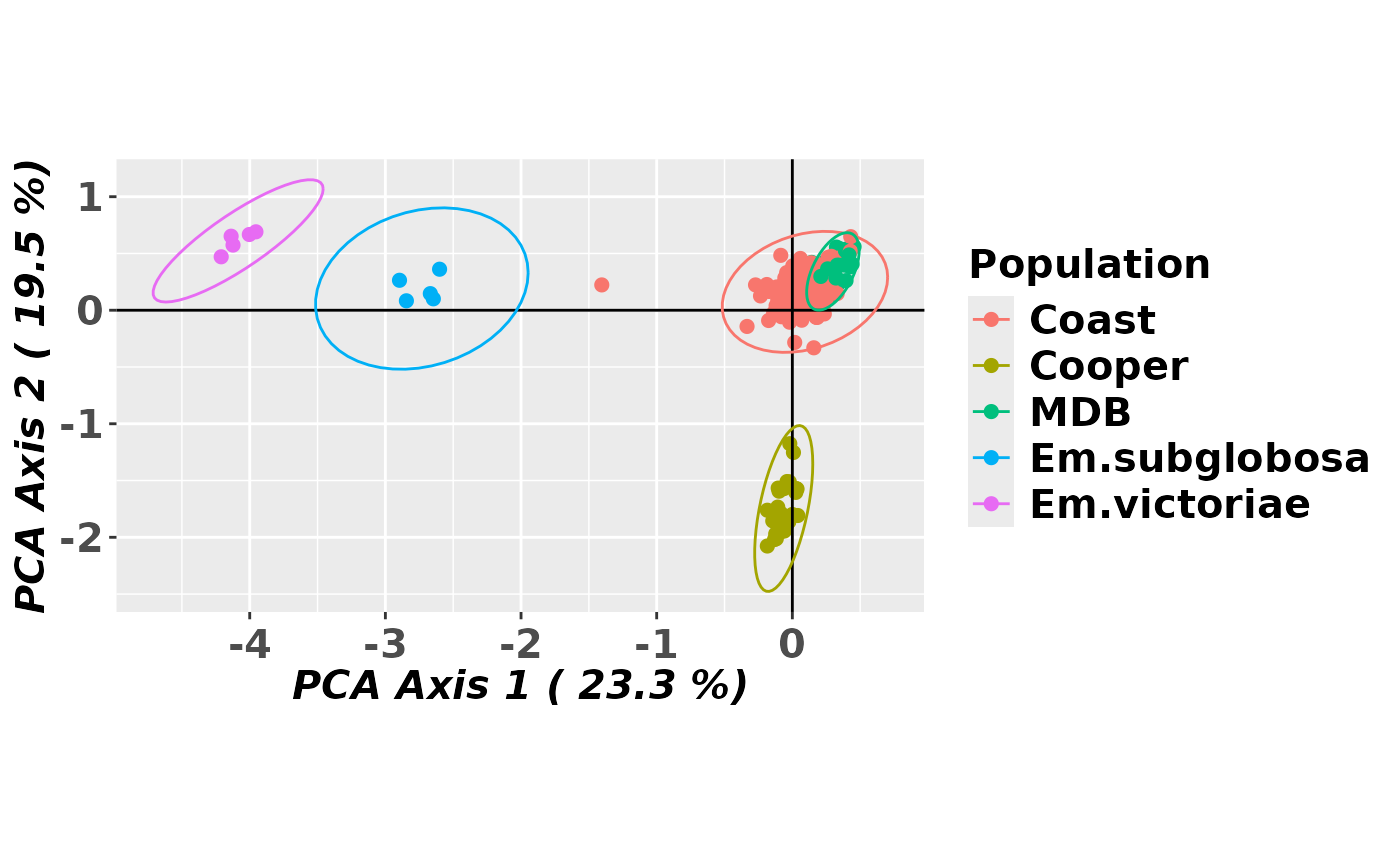 PCA Axis 2 ( 19.5 %)
1
0
-1
-2
-4
-3
-2
-1
0
PCA Axis 1 ( 23.3 %)
Population
Coast
Cooper
MDB
Em.subglobosa
Em.victoriae